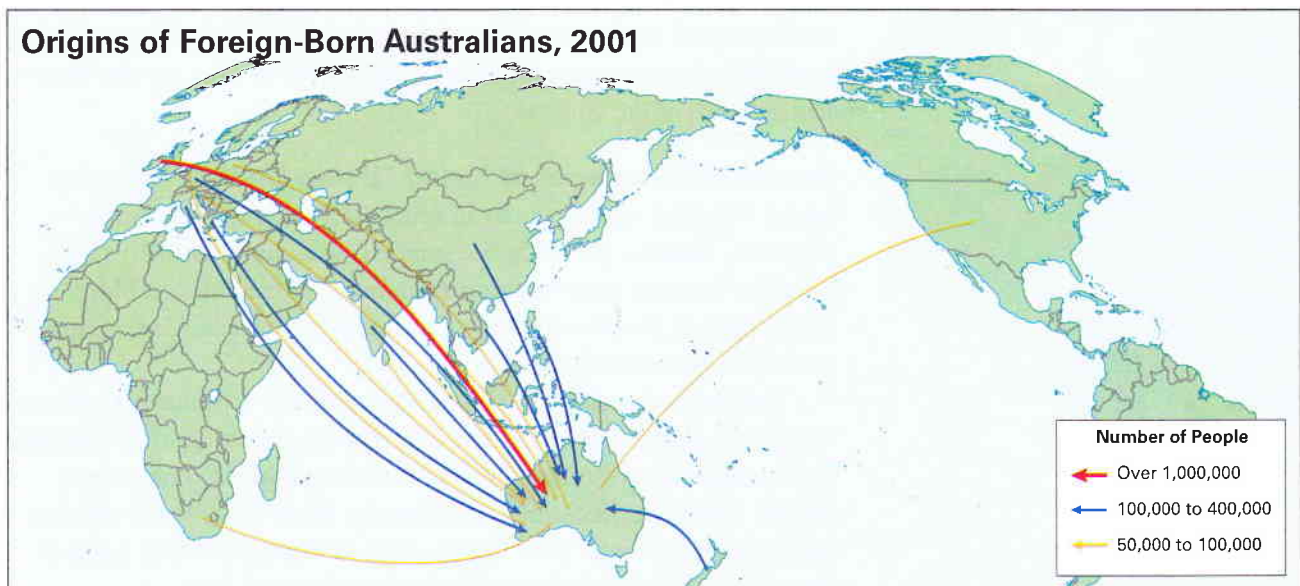 Origins of Foreign-Born Australians, 2001
Number of People
Over 1,000,000
100,000 to 400,000
50,000 to 100,000